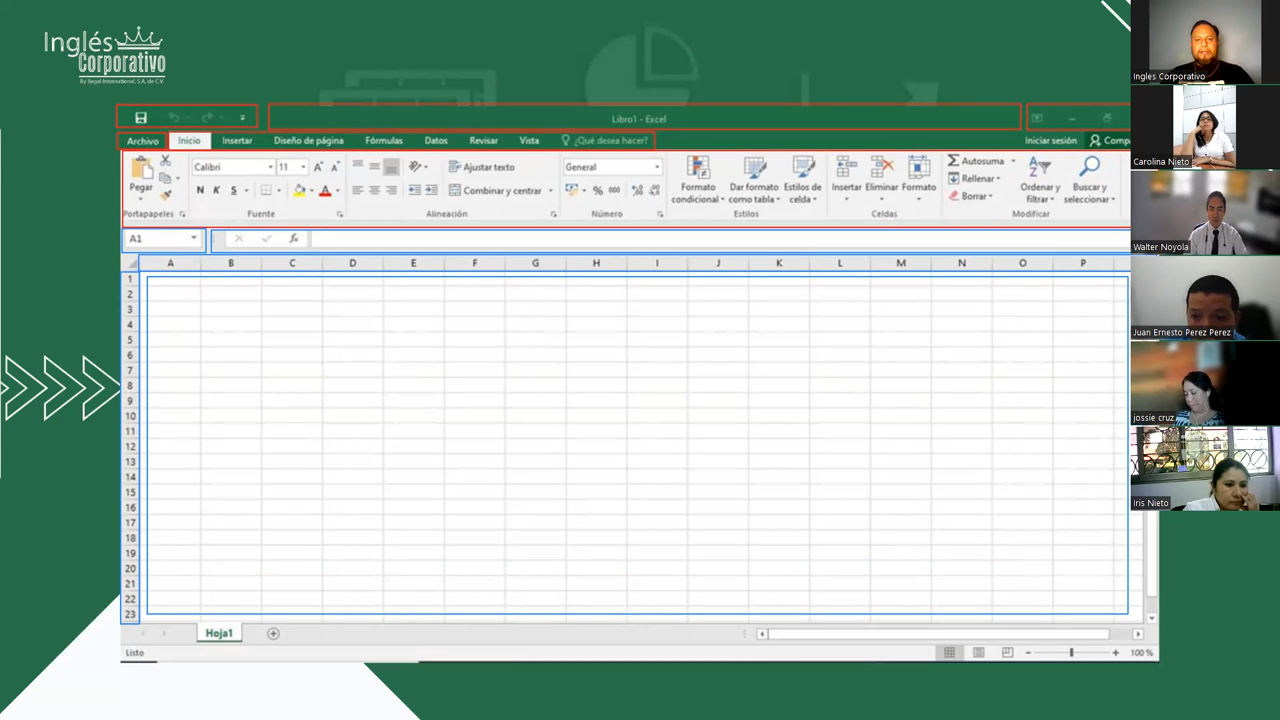 Inglés
Corporativo
By Regal International, S.A. de C.V.
Libro1 - Excel
Archivo Inicio Insertar Diseño de página Fórmulas Datos Revisar Vista ¿Qué desea hacer? Iniciar sesión Compa
Pegar
Calibri 11
N K S
Ajustar texto
Combinar y centrar
General
% 000
Formato condicional
Dar formato como tabla
Estilos de celda
Insertar Eliminar Formato
Autosuma
Rellenar
Borrar
Ordenar y filtrar
Buscar y seleccionar
Portapapeles Fuente Alineación Número Estilos Celdas Modificar
A1 fx
A B C D E F G H I J K L M N O P
1
2
3
4
5
6
7
8
9
10
11
12
13
14
15
16
17
18
19
20
21
22
23
Hoja1
Listo 100 %
Ingles Corporativo
Carolina Nieto
Walter Noyola
Juan Ernesto Perez Perez
jossie cruz
Iris Nieto